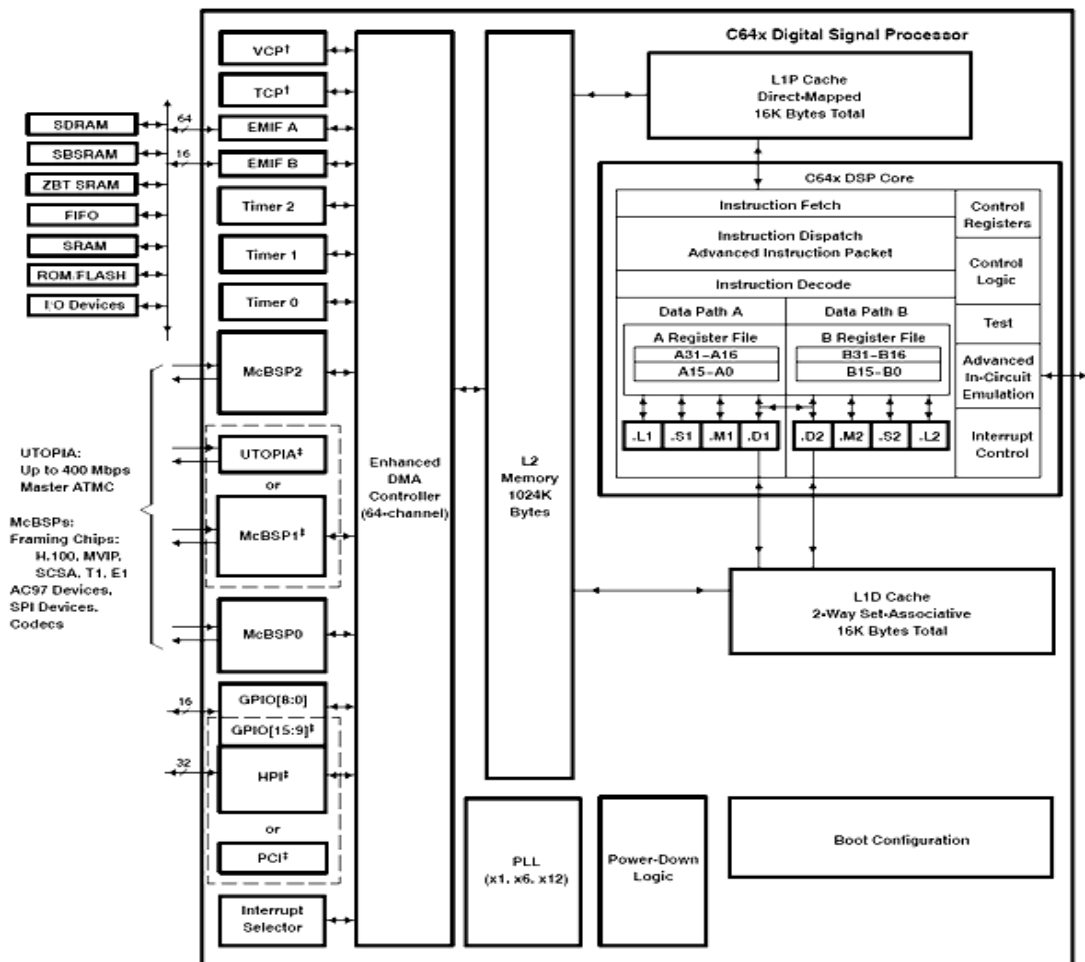 C64x Digital Signal Processor
VCP†
TCP†
EMIF A
EMIF B
Timer 2
Timer 1
Timer 0
McBSP2
UTOPIA‡
or
McBSP1‡
McBSP0
GPIO[8:0]
GPIO[15:9]‡
HPI‡
or
PCI‡
Interrupt
Selector
64
16
16
32
SDRAM
SBSRAM
ZBT SRAM
FIFO
SRAM
ROM/FLASH
I/O Devices
UTOPIA:
Up to 400 Mbps
Master ATMC
McBSPs:
Framing Chips:
H.100, MVIP,
SCSA, T1, E1
AC97 Devices,
SPI Devices,
Codecs
Enhanced
DMA
Controller
(64-channel)
L2
Memory
1024K
Bytes
L1P Cache
Direct-Mapped
16K Bytes Total
C64x DSP Core
Instruction Fetch
Instruction Dispatch
Advanced Instruction Packet
Instruction Decode
Data Path A
Data Path B
A Register File
A31–A16
A15–A0
B Register File
B31–B16
B15–B0
.L1
.S1
.M1
.D1
.D2
.M2
.S2
.L2
Control
Registers
Control
Logic
Test
Advanced
In-Circuit
Emulation
Interrupt
Control
L1D Cache
2-Way Set-Associative
16K Bytes Total
PLL
(x1, x6, x12)
Power-Down
Logic
Boot Configuration